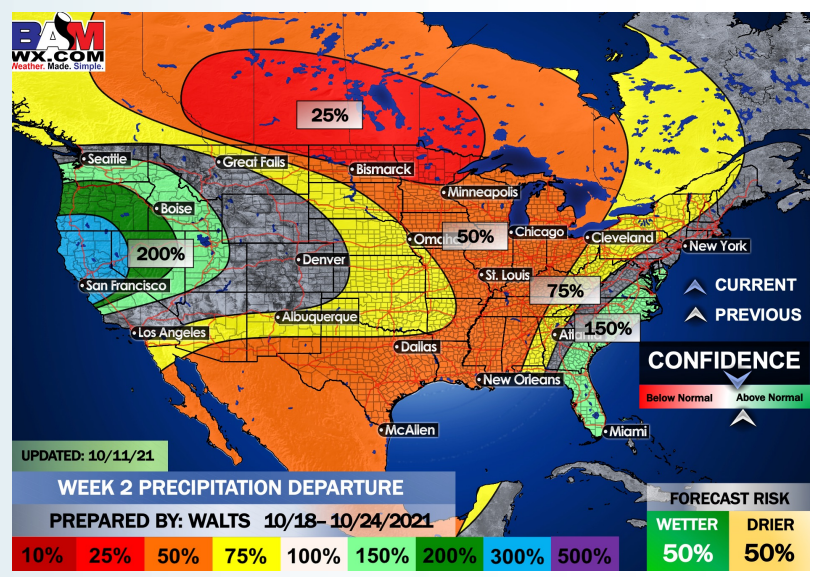 BAM
WX.COM
Weather. Made. Simple.
25%
Seattle
Great Falls
Bismarck
Minneapolis
Boise
Omaha
50%
Chicago
Cleveland
New York
200%
Denver
San Francisco
St. Louis
75%
CURRENT
PREVIOUS
Albuquerque
Los Angeles
Atlanta
150%
Dallas
CONFIDENCE
New Orleans
Below Normal
Above Normal
McAllen
Miami
UPDATED: 10/11/21
WEEK 2 PRECIPITATION DEPARTURE
PREPARED BY: WALTS 10/18– 10/24/2021
FORECAST RISK
WETTER DRIER
50% 50%
10% 25% 50% 75% 100% 150% 200% 300% 500%